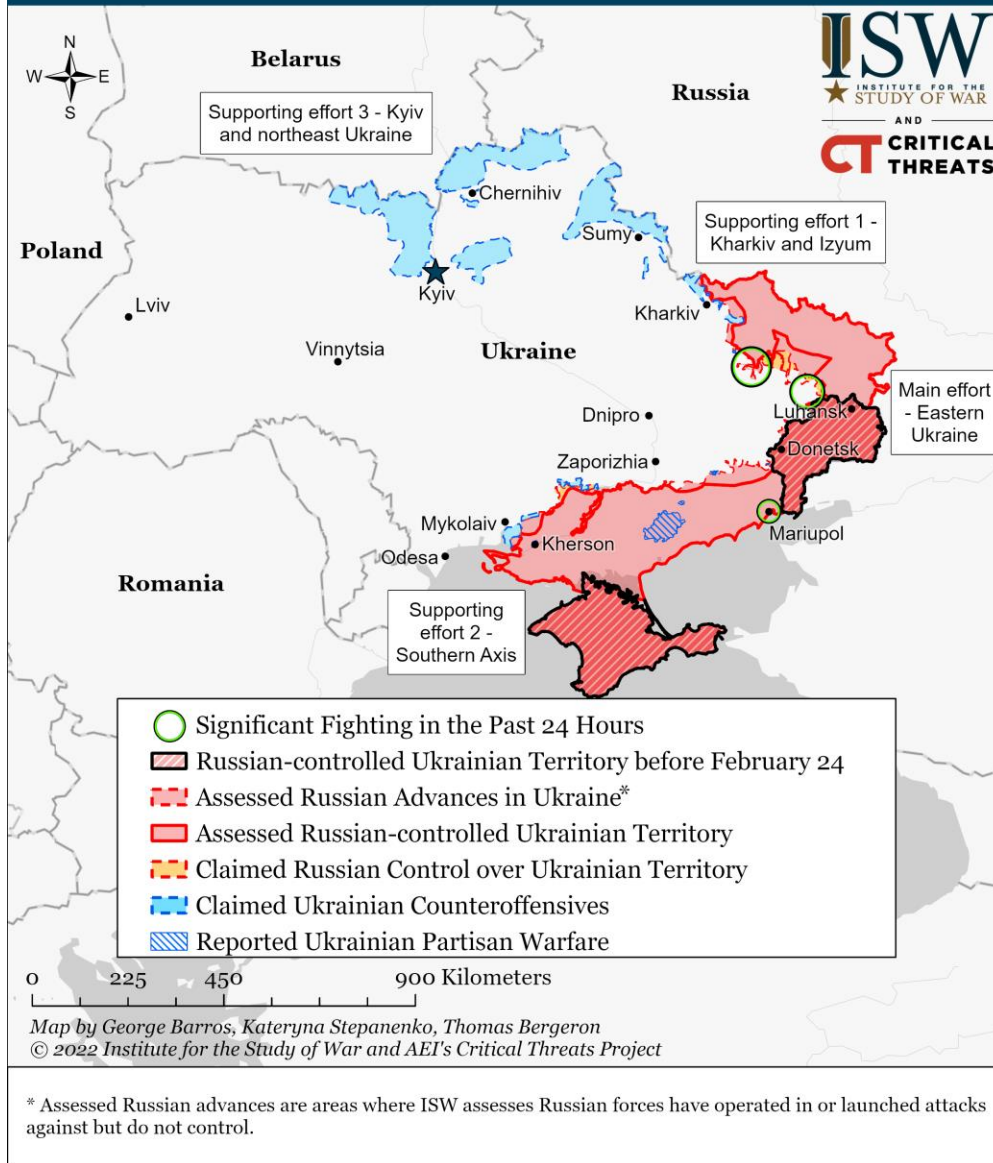 N
W E
S
Belarus
Russia
ISW
INSTITUTE FOR THE
STUDY OF WAR
AND
CT CRITICAL
THREATS
Supporting effort 3 - Kyiv
and northeast Ukraine
Chernihiv
Sumy
Supporting effort 1 -
Kharkiv and Izyum
Poland
Kyiv
Lviv
Kharkiv
Vinnytsia
Ukraine
Main effort
- Eastern
Ukraine
Dnipro
Luhansk
Donetsk
Zaporizhia
Mykolaiv
Mariupol
Kherson
Odesa
Romania
Supporting
effort 2 -
Southern Axis
Significant Fighting in the Past 24 Hours
Russian-controlled Ukrainian Territory before February 24
Assessed Russian Advances in Ukraine*
Assessed Russian-controlled Ukrainian Territory
Claimed Russian Control over Ukrainian Territory
Claimed Ukrainian Counteroffensives
Reported Ukrainian Partisan Warfare
0 225 450 900 Kilometers
Map by George Barros, Kateryna Stepanenko, Thomas Bergeron
© 2022 Institute for the Study of War and AEI's Critical Threats Project
* Assessed Russian advances are areas where ISW assesses Russian forces have operated in or launched attacks
against but do not control.